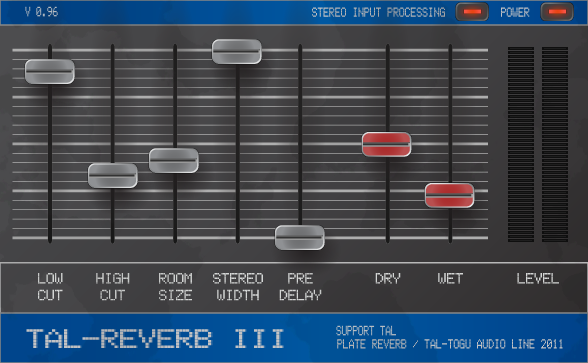 V 0.96 STEREO INPUT PROCESSING POWER
LOW CUT
HIGH CUT
ROOM SIZE
STEREO WIDTH
PRE DELAY
DRY
WET
LEVEL
TAL-REVERB III
SUPPORT TAL
PLATE REVERB / TAL-TOGU AUDIO LINE 2011